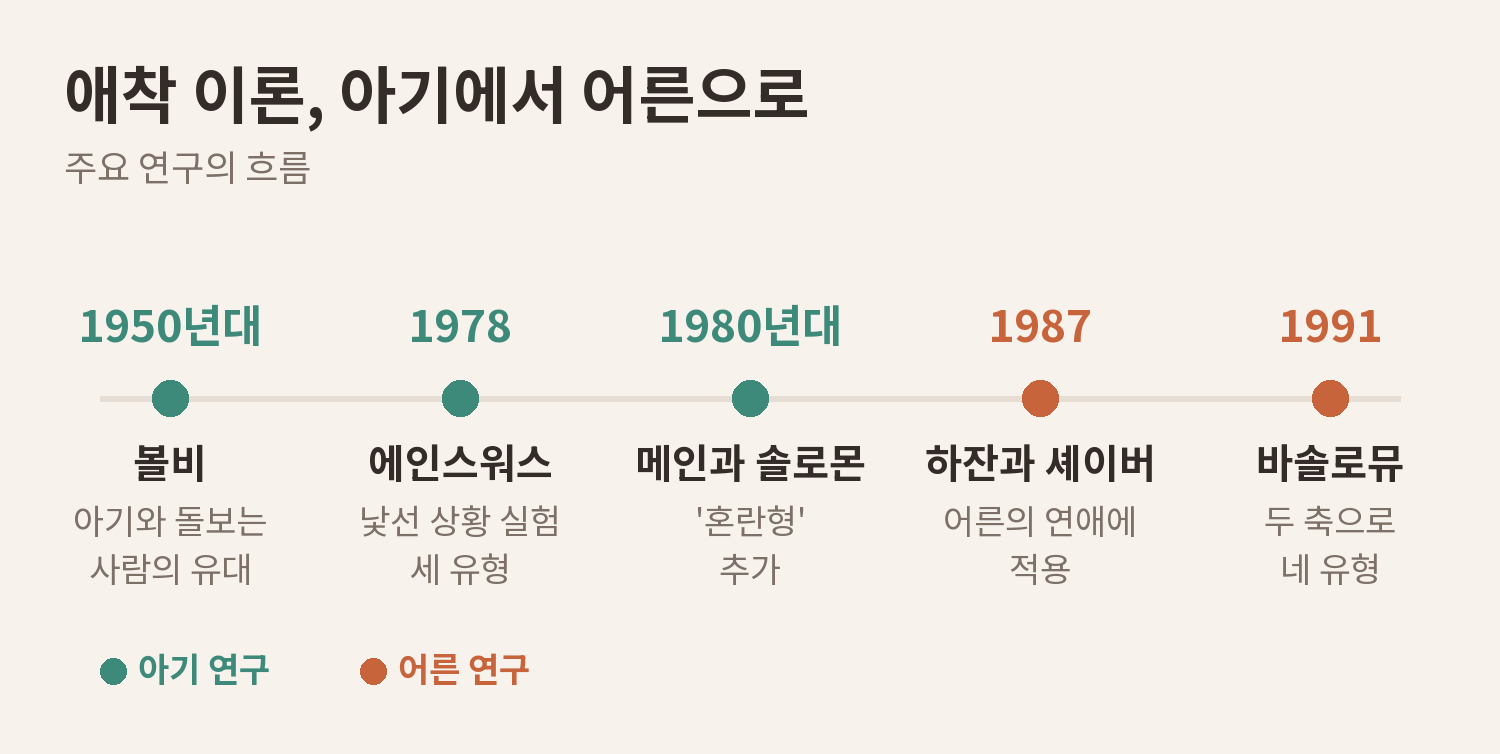 애착 이론, 아기에서 어른으로
주요 연구의 흐름
1950년대
1978
1980년대
1987
1991
볼비
에인스워스
메인과 솔로몬
하잔과 셰이버
바솔로뮤
아기와 돌보는
사람의 유대
낯선 상황 실험
세 유형
'혼란형'
추가
어른의 연애에
적용
두 축으로
네 유형
아기 연구
어른 연구